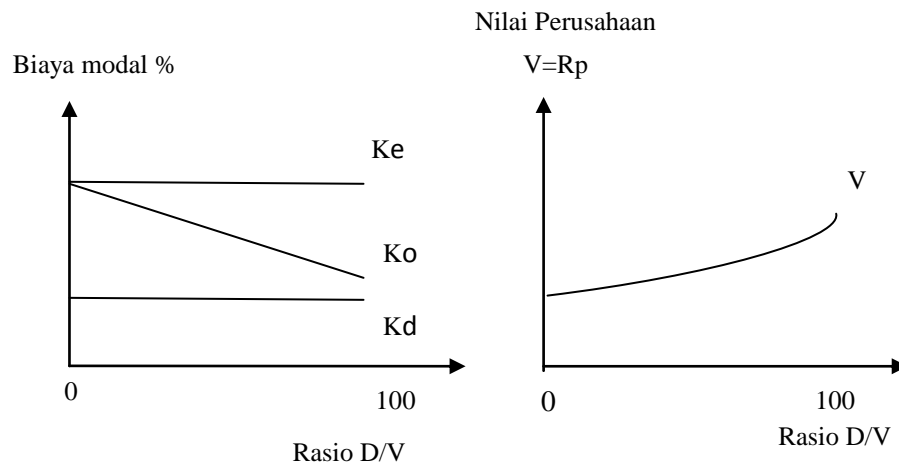 Nilai Perusahaan
Biaya modal %
V=Rp
Ke
Ko
Kd
0
100
Rasio D/V
V
0
100
Rasio D/V